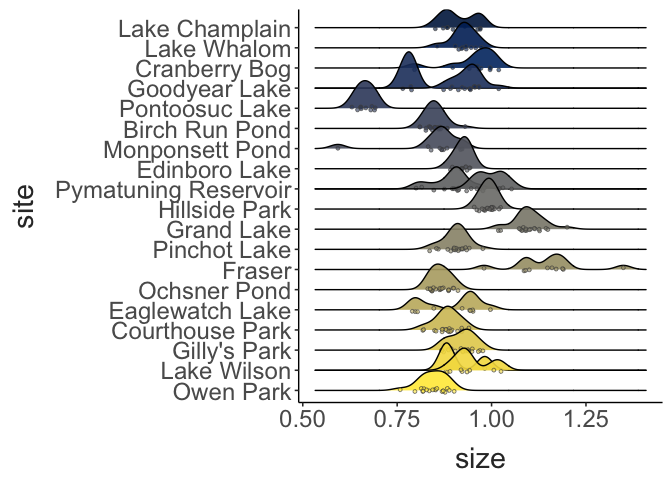 Lake Champlain
Lake Whalom
Cranberry Bog
Goodyear Lake
Pontoosuc Lake
Birch Run Pond
Monponsett Pond
Edinboro Lake
Pymatuning Reservoir
Hillside Park
Grand Lake
Pinchot Lake
Fraser
Ochsner Pond
Eaglewatch Lake
Courthouse Park
Gilly's Park
Lake Wilson
Owen Park
site
0.50 0.75 1.00 1.25
size